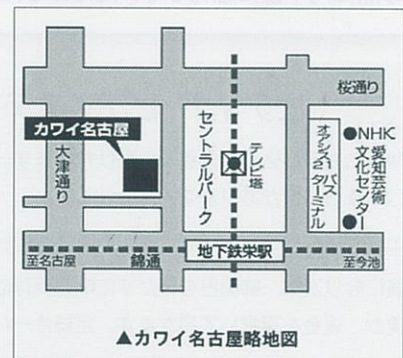 桜通り
カワイ名古屋
大津通り
セントラルパーク
テレビ塔
オアシス21
バスターミナル
NHK
愛知芸術
文化センター
地下鉄栄駅
至名古屋
錦通
至今池
▲カワイ名古屋略地図